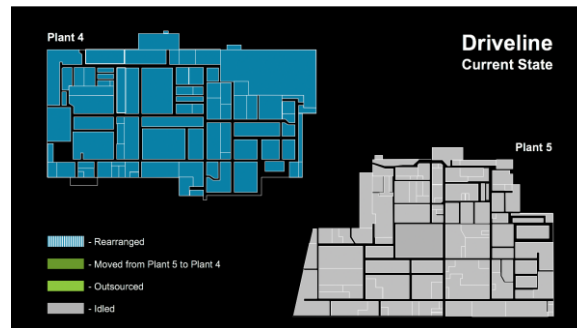 Plant 4
Driveline
Current State
Plant 5
- Rearranged
- Moved from Plant 5 to Plant 4
- Outsourced
- Idled